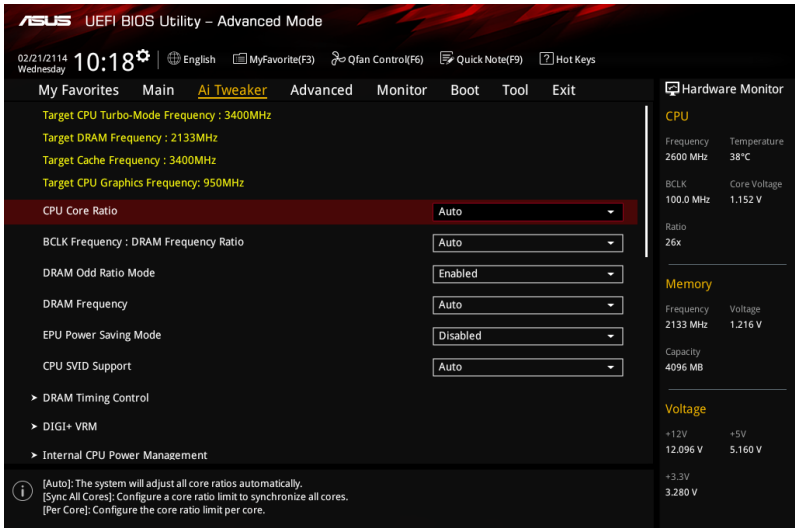 ASUS UEFI BIOS Utility – Advanced Mode
02/21/2114
Wednesday
10:18
English
MyFavorite(F3)
Qfan Control(F6)
Quick Note(F9)
? Hot Keys
My Favorites Main Ai Tweaker Advanced Monitor Boot Tool Exit
Target CPU Turbo-Mode Frequency : 3400MHz
Target DRAM Frequency : 2133MHz
Target Cache Frequency : 3400MHz
Target CPU Graphics Frequency: 950MHz
CPU Core Ratio Auto
BCLK Frequency : DRAM Frequency Ratio Auto
DRAM Odd Ratio Mode Enabled
DRAM Frequency Auto
EPU Power Saving Mode Disabled
CPU SVID Support Auto
DRAM Timing Control
DIGI+ VRM
Internal CPU Power Management
[Auto]: The system will adjust all core ratios automatically.
[Sync All Cores]: Configure a core ratio limit to synchronize all cores.
[Per Core]: Configure the core ratio limit per core.
Hardware Monitor
CPU
Frequency Temperature
2600 MHz 38°C
BCLK Core Voltage
100.0 MHz 1.152 V
Ratio
26x
Memory
Frequency Voltage
2133 MHz 1.216 V
Capacity
4096 MB
Voltage
+12V +5V
12.096 V 5.160 V
+3.3V
3.280 V